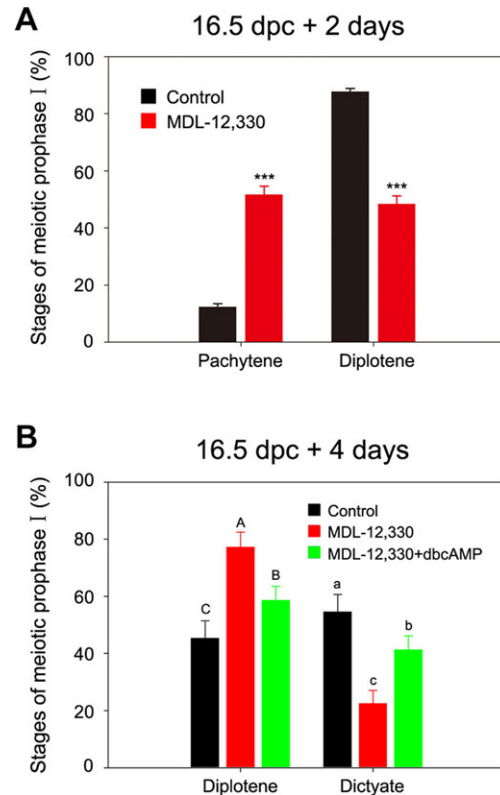 A
16.5 dpc + 2 days
Stages of meiotic prophase I (%)
100
80
60
40
20
0
Control
MDL-12,330
***
***
Pachytene
Diplotene
B
16.5 dpc + 4 days
Stages of meiotic prophase I (%)
100
80
60
40
20
0
Control
MDL-12,330
MDL-12,330+dbcAMP
C
A
B
a
c
b
Diplotene
Dictyate